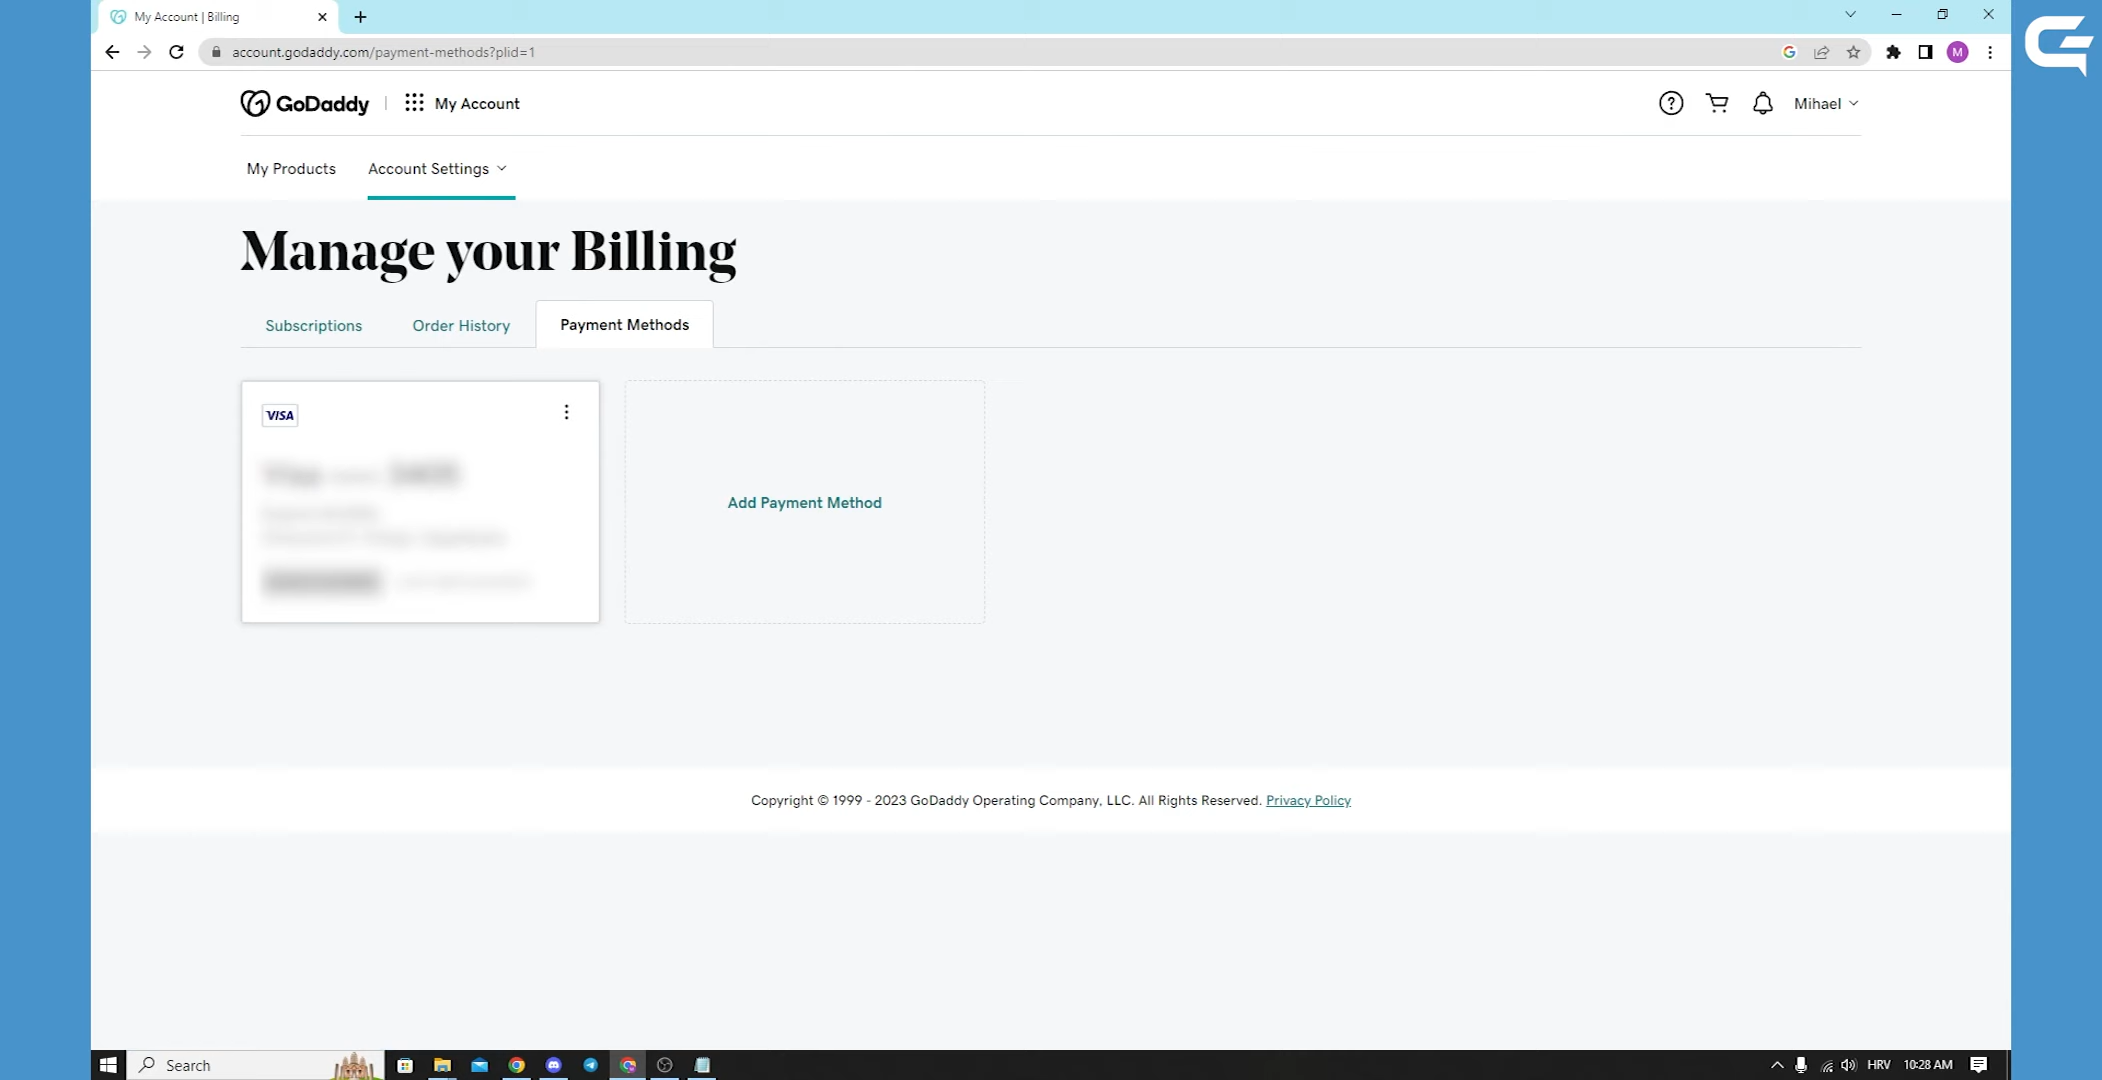 My Account | Billing
account.godaddy.com/payment-methods?plid=1
M
GoDaddy
My Account
Mihael
My Products
Account Settings
Manage your Billing
Subscriptions
Order History
Payment Methods
VISA
Add Payment Method
Copyright © 1999 - 2023 GoDaddy Operating Company, LLC. All Rights Reserved. Privacy Policy
Search
HRV
10:28 AM